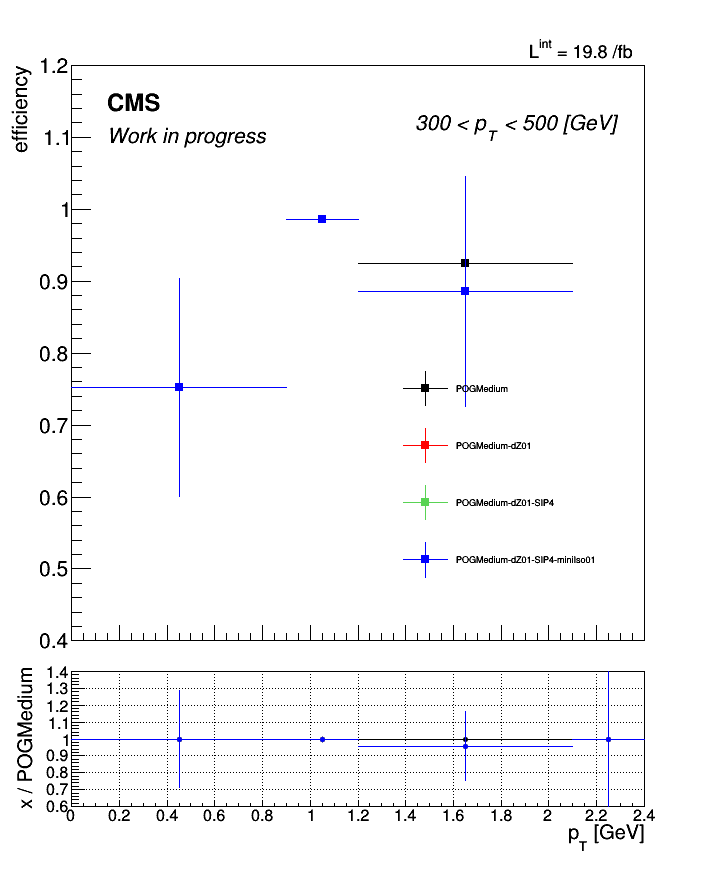 L^int = 19.8 /fb
efficiency
1.2
1.1
1
0.9
0.8
0.7
0.6
0.5
0.4
CMS
Work in progress
300 < p_T < 500 [GeV]
POGMedium
POGMedium-dZ01
POGMedium-dZ01-SIP4
POGMedium-dZ01-SIP4-miniIso01
x / POGMedium
1.4
1.3
1.2
1.1
1
0.9
0.8
0.7
0.6
0 0.2 0.4 0.6 0.8 1 1.2 1.4 1.6 1.8 2 2.2 2.4
p_T [GeV]